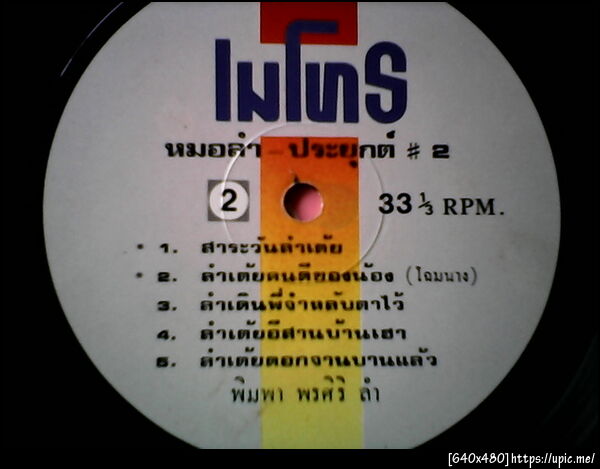 ไมโทร
หมอลำ - ประยุกต์ # 2
2 33 ⅓ RPM.
* 1. สาระวันลำเต้ย
* 2. ลำเต้ยคนดีของน้อง (โฉมนาง)
3. ลำเดินพี่จำหลับตาไว้
4. ลำเต้ยอีสานบ้านเฮา
5. ลำเต้ยดอกจานบานแล้ว
พิมพา พรศิริ ลำ
[640x480]https://upic.me/